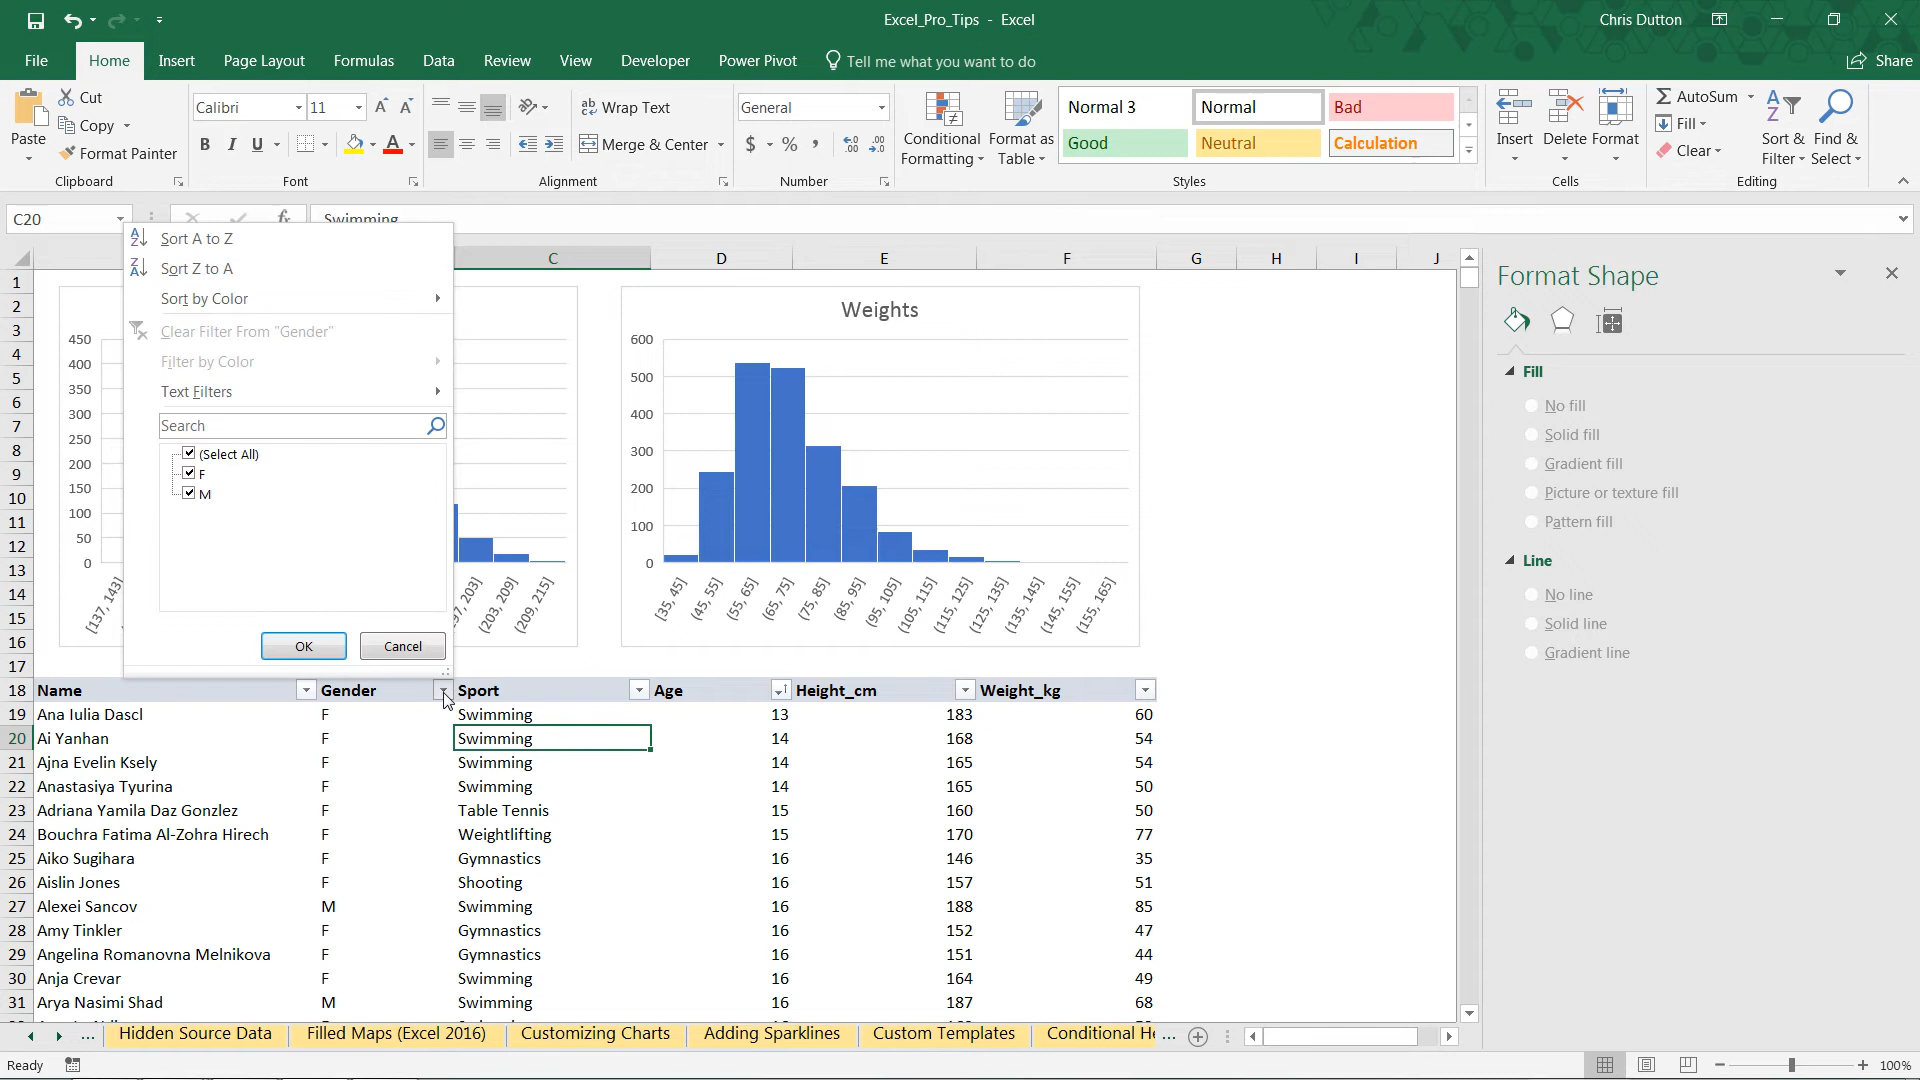 Excel_Pro_Tips - Excel
Chris Dutton
File Home Insert Page Layout Formulas Data Review View Developer Power Pivot Tell me what you want to do Share
Paste
Cut
Copy
Format Painter
Clipboard
Calibri 11
B I U A
Font
Wrap Text
Merge & Center
Alignment
General
$ % ,
Number
Conditional Formatting
Format as Table
Normal 3 Normal Bad
Good Neutral Calculation
Styles
Insert Delete Format
Cells
AutoSum
Fill
Clear
Sort & Filter
Find & Select
Editing
C20 fx Swimming
Sort A to Z
Sort Z to A
Sort by Color
Clear Filter From "Gender"
Filter by Color
Text Filters
Search
(Select All)
F
M
OK Cancel
C D E F G H I J
1
2
3
4
5
6
7
8
9
10
11
12
13
14
15
16
17
450
400
350
300
250
200
150
100
50
0
[137, 143]
(203, 209]
(209, 215]
Weights
600
500
400
300
200
100
0
[35, 45] (45, 55] (55, 65] (65, 75] (75, 85] (85, 95] (95, 105] (105, 115] (115, 125] (125, 135] (135, 145] (145, 155] (155, 165]
18 Name Gender Sport Age Height_cm Weight_kg
19 Ana Iulia Dascl F Swimming 13 183 60
20 Ai Yanhan F Swimming 14 168 54
21 Ajna Evelin Ksely F Swimming 14 165 54
22 Anastasiya Tyurina F Swimming 14 165 50
23 Adriana Yamila Daz Gonzlez F Table Tennis 15 160 50
24 Bouchra Fatima Al-Zohra Hirech F Weightlifting 15 170 77
25 Aiko Sugihara F Gymnastics 16 146 35
26 Aislin Jones F Shooting 16 157 51
27 Alexei Sancov M Swimming 16 188 85
28 Amy Tinkler F Gymnastics 16 152 47
29 Angelina Romanovna Melnikova F Gymnastics 16 151 44
30 Anja Crevar F Swimming 16 164 49
31 Arya Nasimi Shad M Swimming 16 187 68
... Hidden Source Data Filled Maps (Excel 2016) Customizing Charts Adding Sparklines Custom Templates Conditional He ...
Ready
100%
Format Shape
Fill
No fill
Solid fill
Gradient fill
Picture or texture fill
Pattern fill
Line
No line
Solid line
Gradient line